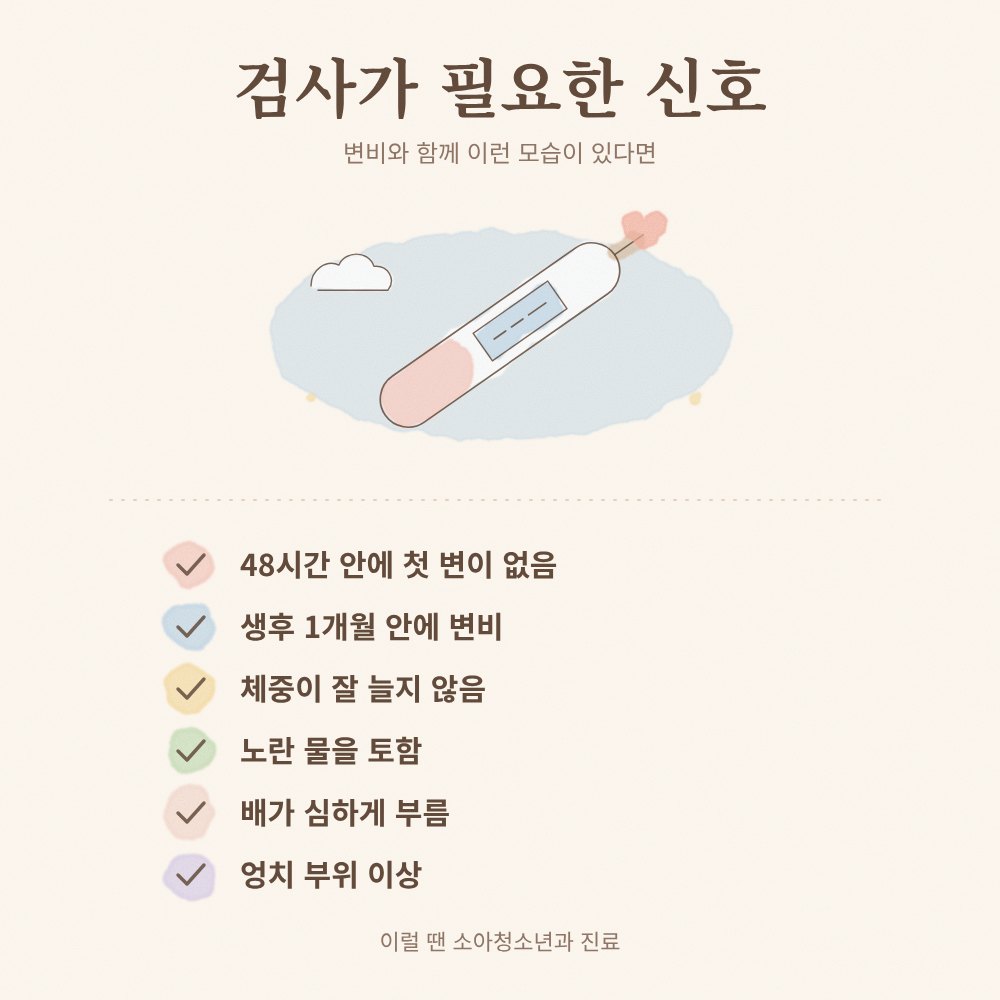 검사가 필요한 신호
변비와 함께 이런 모습이 있다면
48시간 안에 첫 변이 없음
생후 1개월 안에 변비
체중이 잘 늘지 않음
노란 물을 토함
배가 심하게 부름
엉치 부위 이상
이럴 땐 소아청소년과 진료